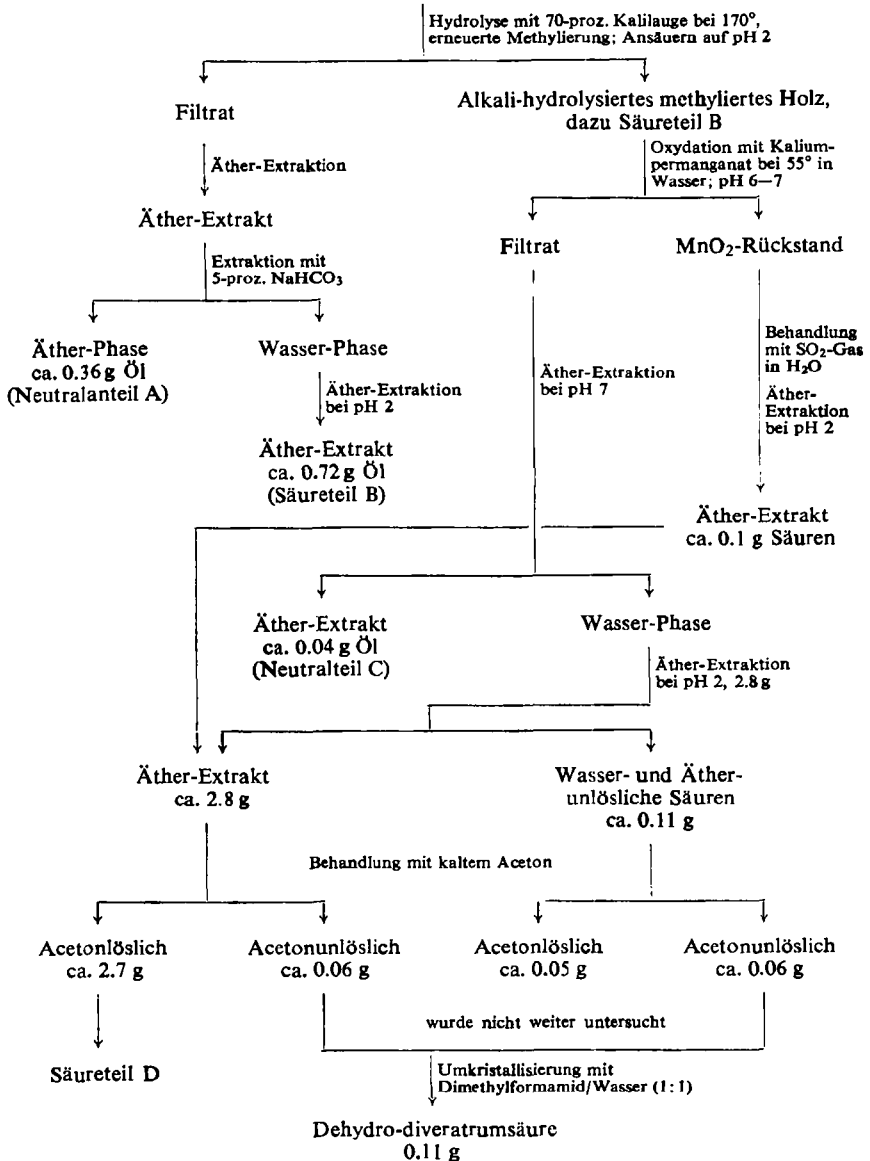 Hydrolyse mit 70-proz. Kalilauge bei 170°,
erneuerte Methylierung; Ansäuern auf pH 2
Filtrat
Alkali-hydrolysiertes methyliertes Holz,
dazu Säureteil B
Äther-Extraktion
Oxydation mit Kalium-
permanganat bei 55° in
Wasser; pH 6—7
Äther-Extrakt
Filtrat
MnO₂-Rückstand
Extraktion mit
5-proz. NaHCO₃
Äther-Phase
ca. 0.36 g Öl
(Neutralanteil A)
Wasser-Phase
Äther-Extraktion
bei pH 2
Äther-Extrakt
ca. 0.72 g Öl
(Säureteil B)
Äther-Extraktion
bei pH 7
Behandlung
mit SO₂-Gas
in H₂O
Äther-
Extraktion
bei pH 2
Äther-Extrakt
ca. 0.1 g Säuren
Äther-Extrakt
ca. 0.04 g Öl
(Neutralteil C)
Wasser-Phase
Äther-Extraktion
bei pH 2, 2.8 g
Äther-Extrakt
ca. 2.8 g
Wasser- und Äther-
unlösliche Säuren
ca. 0.11 g
Behandlung mit kaltem Aceton
Acetonlöslich
ca. 2.7 g
Acetonunlöslich
ca. 0.06 g
Acetonlöslich
ca. 0.05 g
Acetonunlöslich
ca. 0.06 g
wurde nicht weiter untersucht
Säureteil D
Umkristallisierung mit
Dimethylformamid/Wasser (1:1)
Dehydro-diveratrumsäure
0.11 g